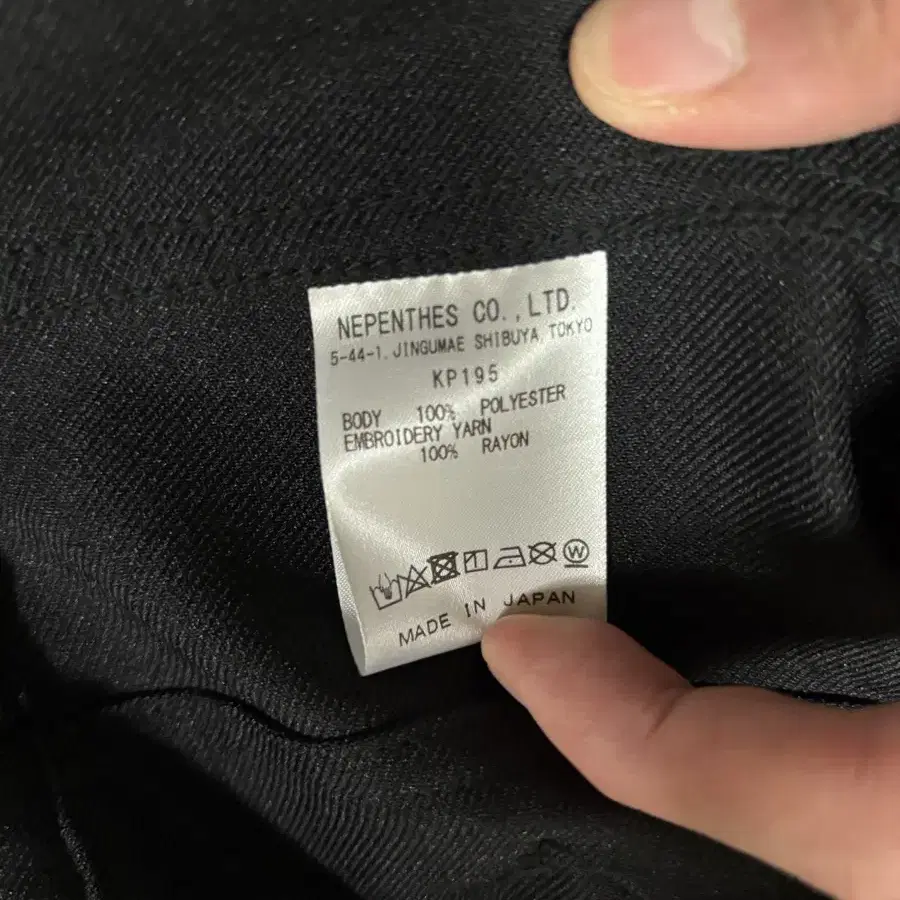 NEPENTHES CO.,LTD.
5-44-1. JINGUMAE SHIBUYA, TOKYO
KP195
BODY 100% POLYESTER
EMBROIDERY YARN
100% RAYON
W
MADE IN JAPAN